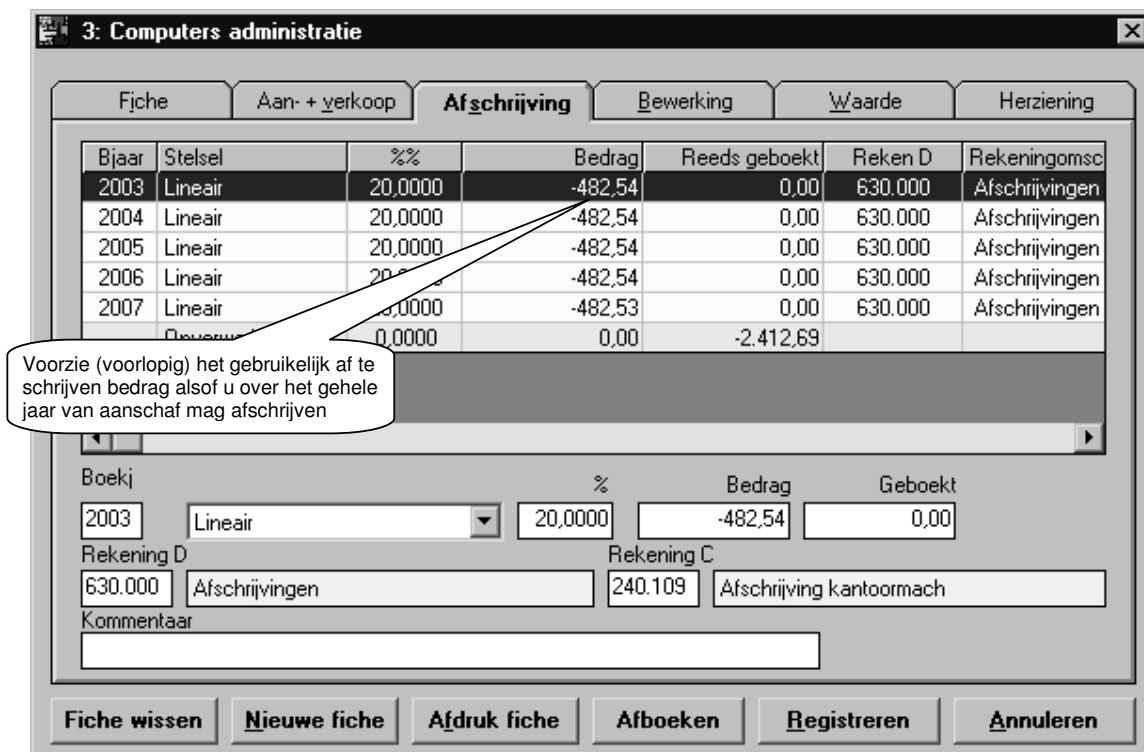 3: Computers administratie
Fiche Aan- + verkoop Afschrijving Bewerking Waarde Herziening
Bjaar Stelsel %% Bedrag Reeds geboekt Reken D Rekeningomsc
2003 Lineair 20,0000 -482,54 0,00 630.000 Afschrijvingen
2004 Lineair 20,0000 -482,54 0,00 630.000 Afschrijvingen
2005 Lineair 20,0000 -482,54 0,00 630.000 Afschrijvingen
2006 Lineair -482,54 0,00 630.000 Afschrijvingen
2007 Lineair -482,53 0,00 630.000 Afschrijvingen
0,0000 0,00 -2.412,69
Voorzie (voorlopig) het gebruikelijk af te
schrijven bedrag alsof u over het gehele
jaar van aanschaf mag afschrijven
Boekj % Bedrag Geboekt
2003 Lineair 20,0000 -482,54 0,00
Rekening D Rekening C
630.000 Afschrijvingen 240.109 Afschrijving kantoormach
Kommentaar
Fiche wissen Nieuwe fiche Afdruk fiche Afboeken Registreren Annuleren